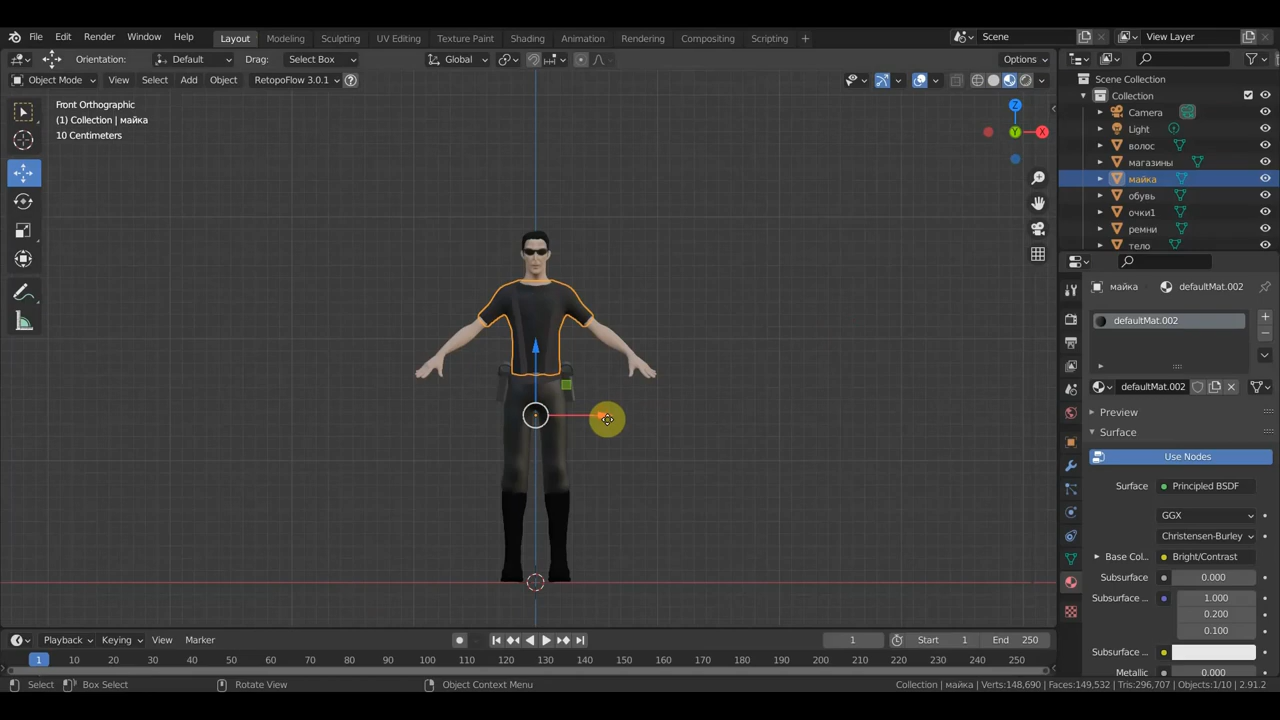 File Edit Render Window Help Layout Modeling Sculpting UV Editing Texture Paint Shading Animation Rendering Compositing Scripting + Scene View Layer
Orientation: Default Drag: Select Box Global Options
Object Mode View Select Add Object RetopoFlow 3.0.1
Front Orthographic
(1) Collection | майка
10 Centimeters
Z
Y
X
Scene Collection
Collection
Camera
Light
волос
магазины
майка
обувь
очки1
ремни
тело
майка defaultMat.002
defaultMat.002
defaultMat.002
Preview
Surface
Use Nodes
Surface Principled BSDF
GGX
Christensen-Burley
Base Col... Bright/Contrast
Subsurface 0.000
Subsurface ... 1.000
0.200
0.100
Subsurface ...
Metallic 0.000
Playback Keying View Marker 1 Start 1 End 250
1 10 20 30 40 50 60 70 80 90 100 110 120 130 140 150 160 170 180 190 200 210 220 230 240 250
Select Box Select Rotate View Object Context Menu Collection | майка | Verts:148,690 | Faces:149,532 | Tris:296,707 | Objects:1/10 | 2.91.2